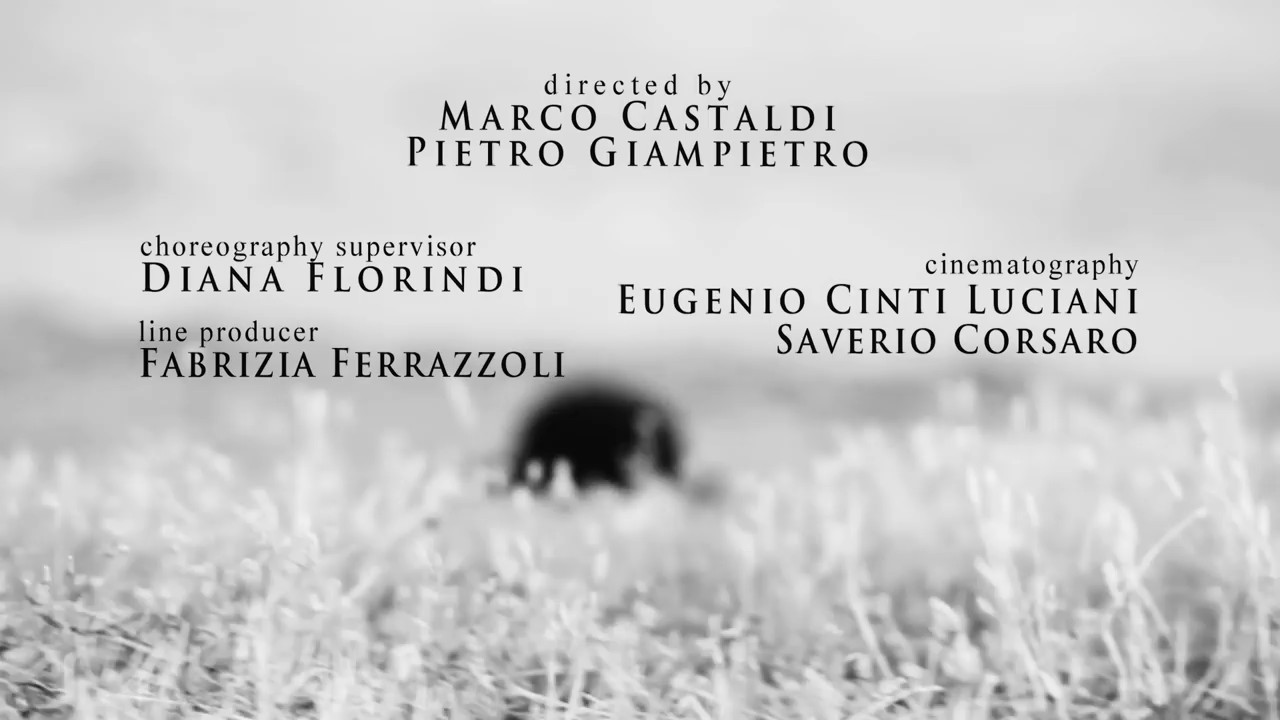 directed by
MARCO CASTALDI
PIETRO GIAMPIETRO
choreography supervisor
DIANA FLORINDI
line producer
FABRIZIA FERRAZZOLI
cinematography
EUGENIO CINTI LUCIANI
SAVERIO CORSARO